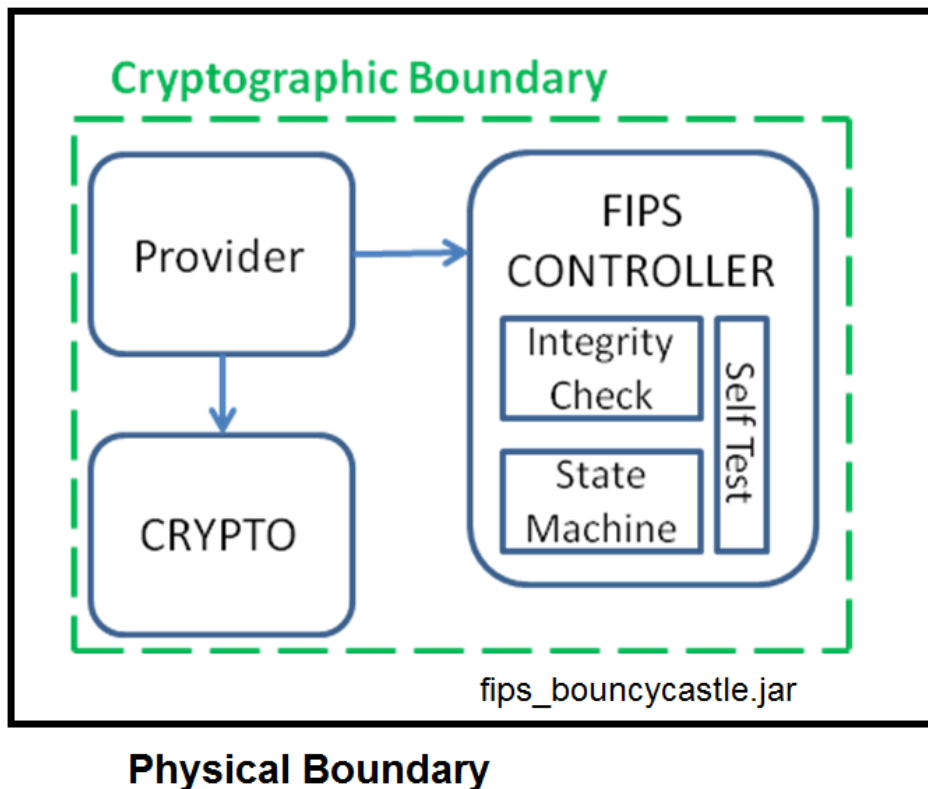 Cryptographic Boundary
Provider
FIPS
CONTROLLER
Integrity
Check
Self Test
State
Machine
CRYPTO
fips_bouncycastle.jar
Physical Boundary